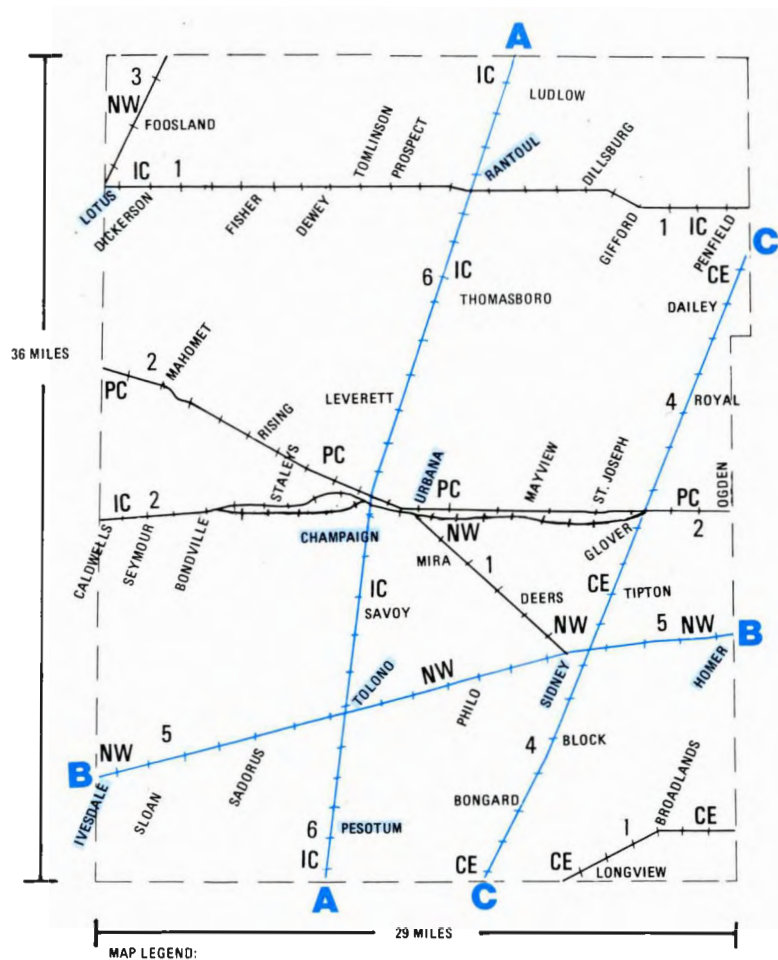 A
IC
3
NW
FOOSLAND
LUDLOW
TOMLINSON
PROSPECT
RANTOUL
DILLSBURG
IC 1
LOTUS
DICKERSON
FISHER
DEWEY
GIFFORD
1
IC
PENFIELD
C
CE
6 IC
THOMASBORO
DAILEY
36 MILES
2
MAHOMET
PC
RISING
LEVERETT
4 ROYAL
PC
STALEYS
URBANA
PC
MAYVIEW
ST. JOSEPH
PC
OGDEN
2
IC 2
CALDWELLS
SEYMOUR
BONDVILLE
CHAMPAIGN
NW
MIRA
1
GLOVER
IC
SAVOY
DEERS
CE
TIPTON
NW
5 NW
B
TOLONO
NW
PHILO
SIDNEY
HOMER
5
NW
B
IVESDALE
SLOAN
SADORUS
4
BLOCK
BONGARD
BROADLANDS
6
PESOTUM
IC
1
CE
CE
CE
LONGVIEW
A
C
29 MILES
MAP LEGEND: